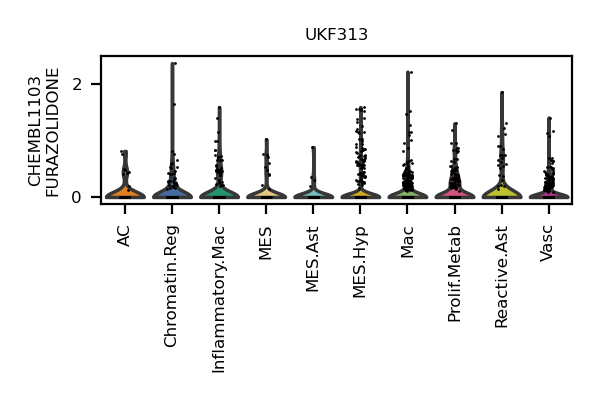 UKF313
CHEMBL1103
FURAZOLIDONE
2
0
AC
Chromatin.Reg
Inflammatory.Mac
MES
MES.Ast
MES.Hyp
Mac
Prolif.Metab
Reactive.Ast
Vasc